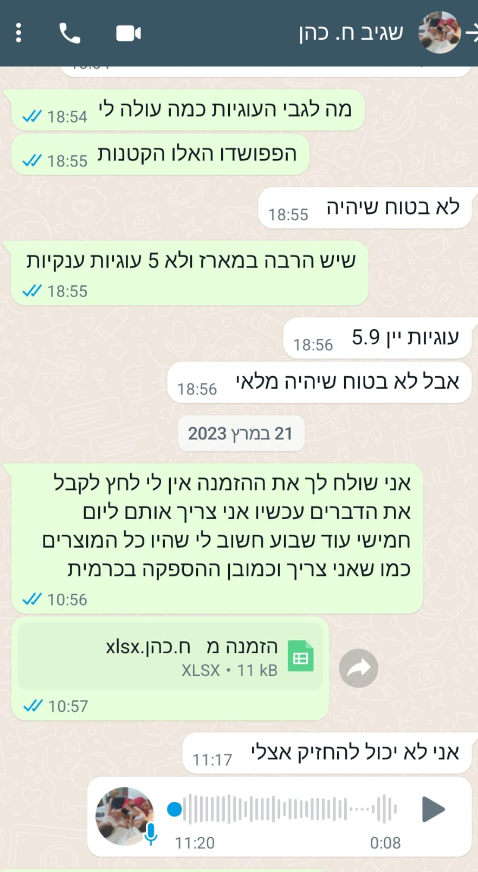 שגיב ח. כהן
מה לגבי העוגיות כמה עולה לי
18:54
הפפושדו האלו הקטנות
18:55
לא בטוח שיהיה
18:55
שיש הרבה במארז ולא 5 עוגיות ענקיות
18:55
עוגיות יין 5.9
18:56
אבל לא בטוח שיהיה מלאי
18:56
21 במרץ 2023
אני שולח לך את ההזמנה אין לי לחץ לקבל
את הדברים עכשיו אני צריך אותם ליום
חמישי עוד שבוע חשוב לי שהיו כל המוצרים
כמו שאני צריך וכמובן ההספקה בכרמית
10:56
הזמנה מ ח.כהן.xlsx
XLSX • 11 kB
10:57
אני לא יכול להחזיק אצלי
11:17
11:20
0:08